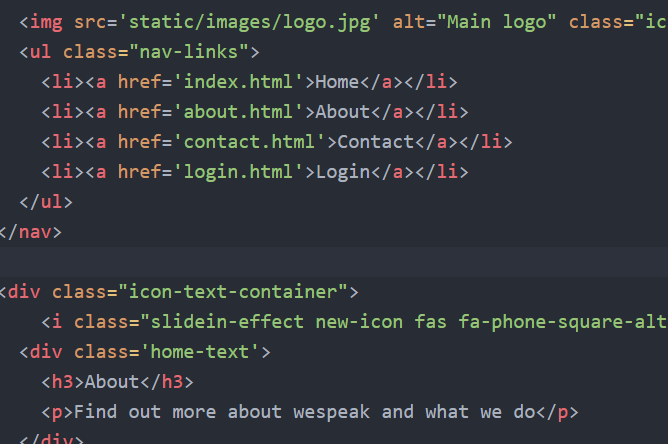 <img src='static/images/logo.jpg' alt="Main logo" class="ic
<ul class="nav-links">
<li><a href='index.html'>Home</a></li>
<li><a href='about.html'>About</a></li>
<li><a href='contact.html'>Contact</a></li>
<li><a href='login.html'>Login</a></li>
</ul>
</nav>
<div class="icon-text-container">
<i class="slidein-effect new-icon fas fa-phone-square-alt
<div class='home-text'>
<h3>About</h3>
<p>Find out more about wespeak and what we do</p>
</div>